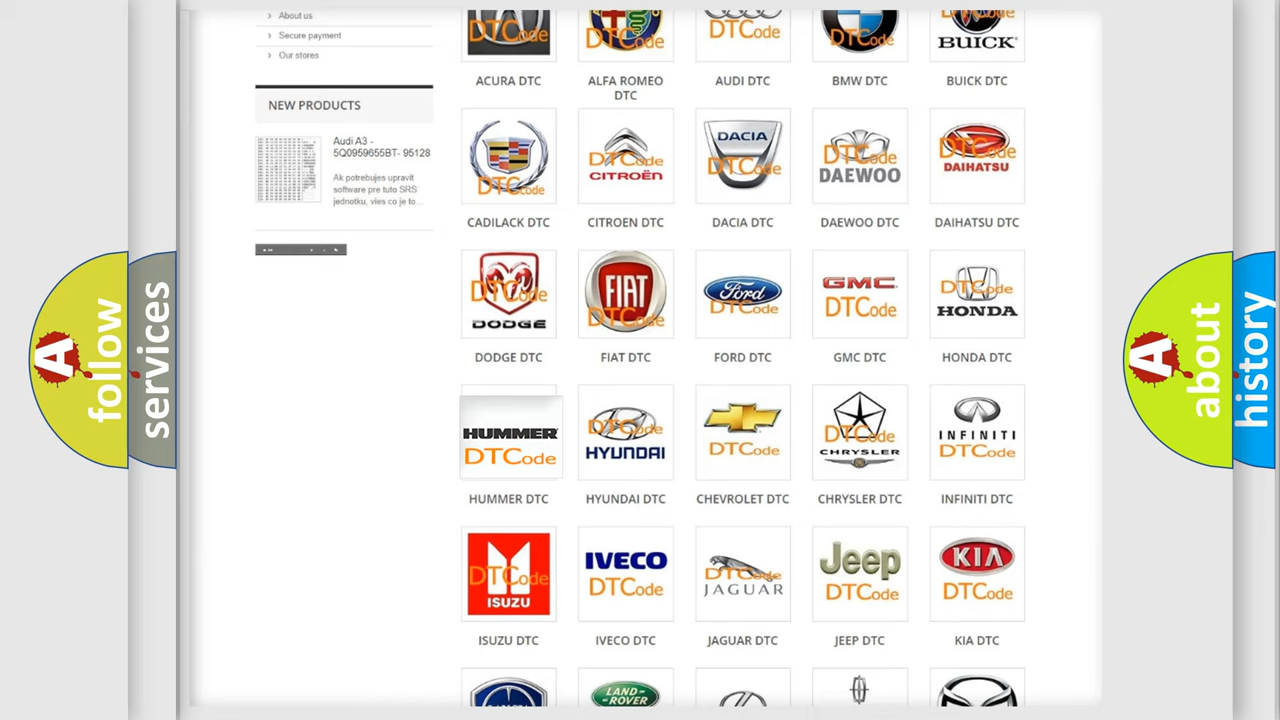 About us
Secure payment
Our stores
NEW PRODUCTS
Audi A3 -
5Q0959655BT- 95128
Ak potrebujes upravit
software pre tuto SRS
jednotku, vies co je to...
DTCode
DTCode
DTCode
DTCode
DTCode
BUICK
ACURA DTC
ALFA ROMEO
DTC
AUDI DTC
BMW DTC
BUICK DTC
DTCode
DTCode
CITROËN
DACIA
DTCode
DTCode
DAEWOO
DTCode
DAIHATSU
CADILACK DTC
CITROEN DTC
DACIA DTC
DAEWOO DTC
DAIHATSU DTC
DTCode
DODGE
FIAT
DTCode
Ford
DTCode
GMC
DTCode
DTCode
HONDA
DODGE DTC
FIAT DTC
FORD DTC
GMC DTC
HONDA DTC
HUMMER
DTCode
DTCode
HYUNDAI
DTCode
DTCode
CHRYSLER
INFINITI
DTCode
HUMMER DTC
HYUNDAI DTC
CHEVROLET DTC
CHRYSLER DTC
INFINITI DTC
DTCode
ISUZU
IVECO
DTCode
DTCode
JAGUAR
Jeep
DTCode
KIA
DTCode
ISUZU DTC
IVECO DTC
JAGUAR DTC
JEEP DTC
KIA DTC
LAND-
ROVER
A
follow
services
A
about
history